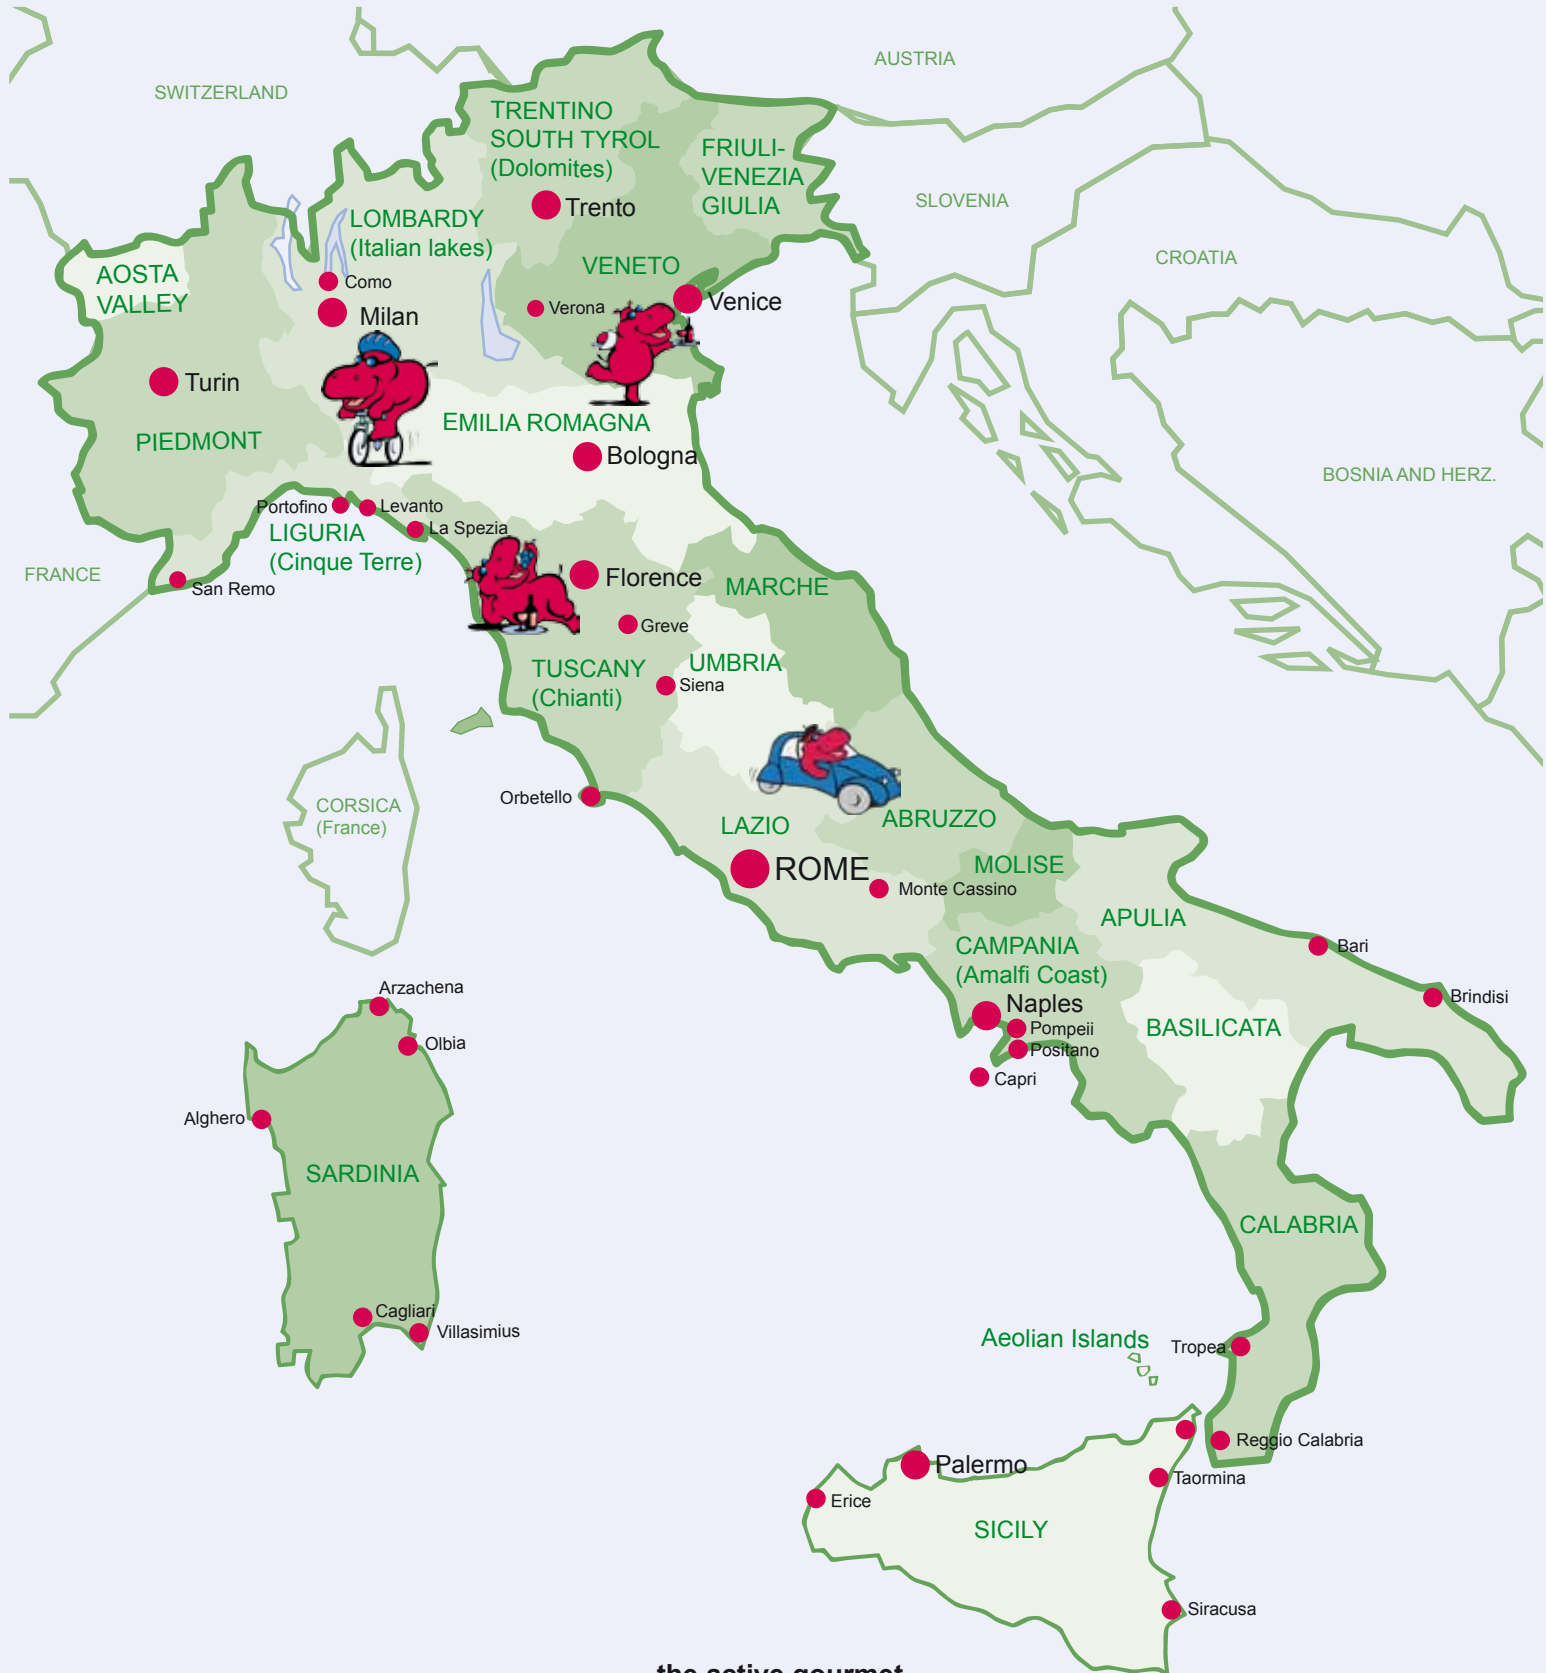 AUSTRIA
SWITZERLAND
TRENTINO
SOUTH TYROL
(Dolomites)
FRIULI-
VENEZIA
GIULIA
Trento
SLOVENIA
LOMBARDY
(Italian lakes)
CROATIA
VENETO
AOSTA
VALLEY
Como
Verona
Venice
Milan
Turin
EMILIA ROMAGNA
PIEDMONT
Bologna
BOSNIA AND HERZ.
Portofino
Levanto
La Spezia
LIGURIA
(Cinque Terre)
FRANCE
San Remo
Florence
MARCHE
Greve
TUSCANY
(Chianti)
UMBRIA
Siena
Orbetello
CORSICA
(France)
LAZIO
ABRUZZO
ROME
MOLISE
Monte Cassino
APULIA
CAMPANIA
(Amalfi Coast)
Bari
Arzachena
Naples
Brindisi
Pompeii
BASILICATA
Olbia
Positano
Capri
Alghero
SARDINIA
CALABRIA
Cagliari
Villasimius
Aeolian Islands
Tropea
Reggio Calabria
Palermo
Taormina
Erice
SICILY
Siracusa
the active gourmet